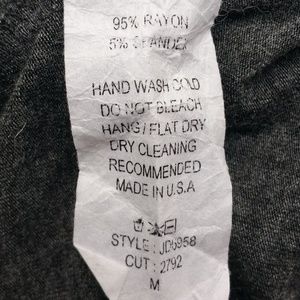 95% RAYON
5% SPANDEX
HAND WASH COLD
DO NOT BLEACH
HANG / FLAT DRY
DRY CLEANING
RECOMMENDED
MADE IN U.S.A
STYLE : JD6958
CUT : 2792
M